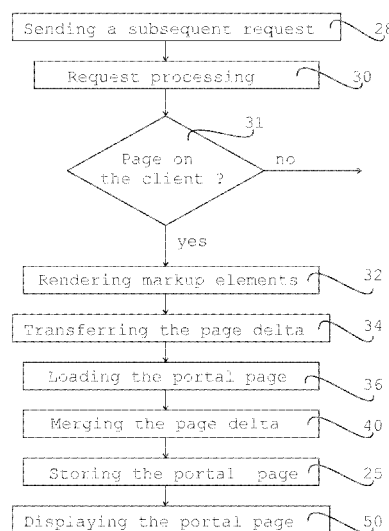 Sending a subsequent request 28
Request processing 30
31
Page on
the client ?
no
yes
Rendering markup elements 32
Transferring the page delta 34
Loading the portal page 36
Merging the page delta 40
Storing the portal page 25
Displaying the portal page 50